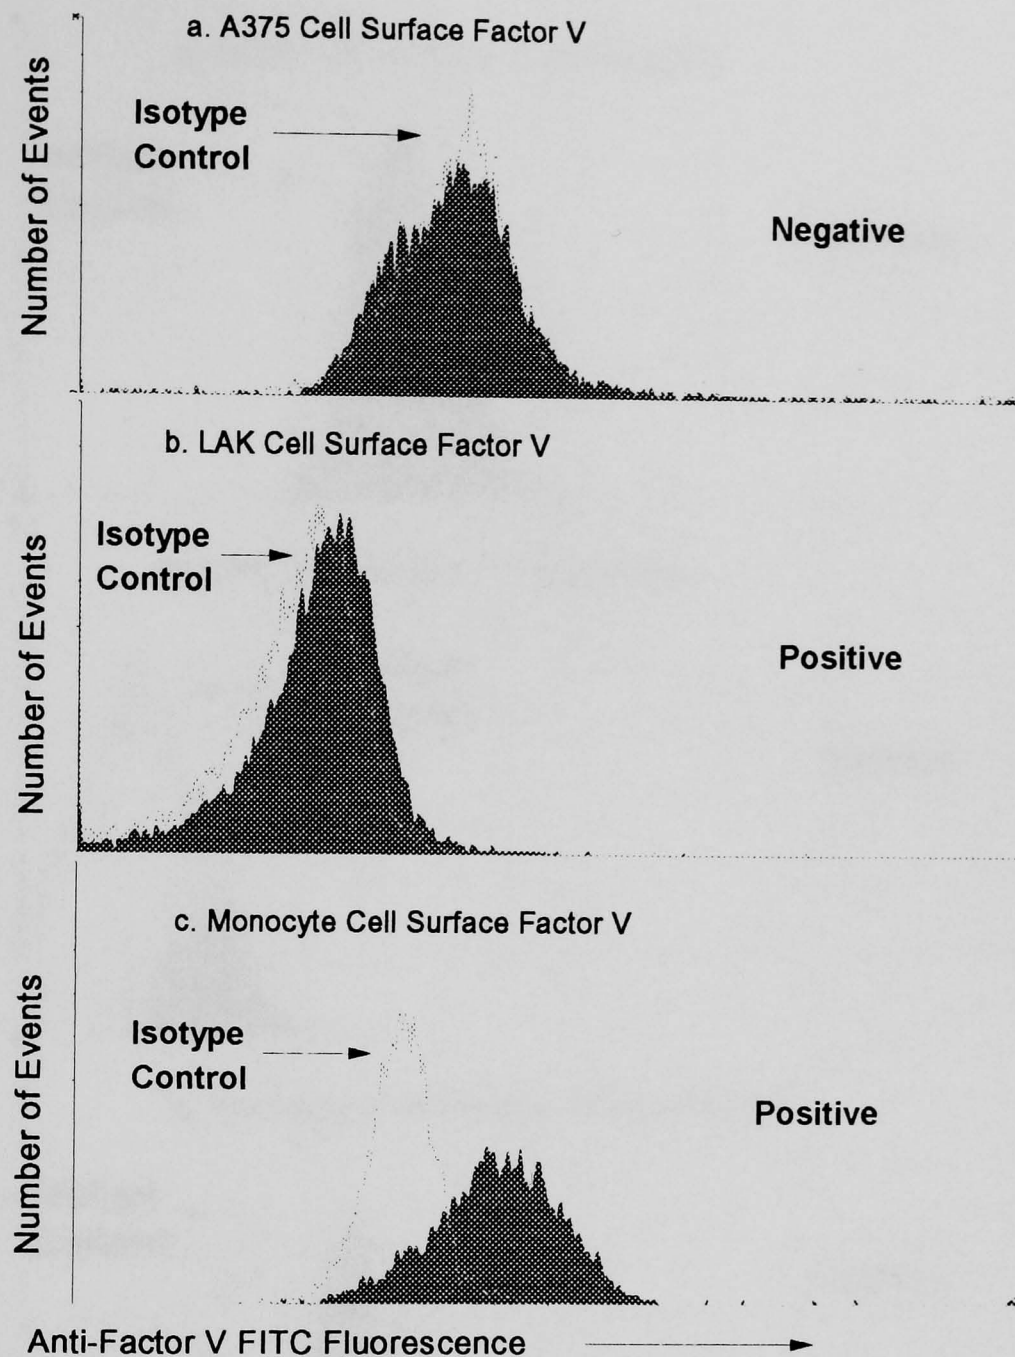 a. A375 Cell Surface Factor V
Number of Events
Isotype
Control
Negative
b. LAK Cell Surface Factor V
Number of Events
Isotype
Control
Positive
c. Monocyte Cell Surface Factor V
Number of Events
Isotype
Control
Positive
Anti-Factor V FITC Fluorescence